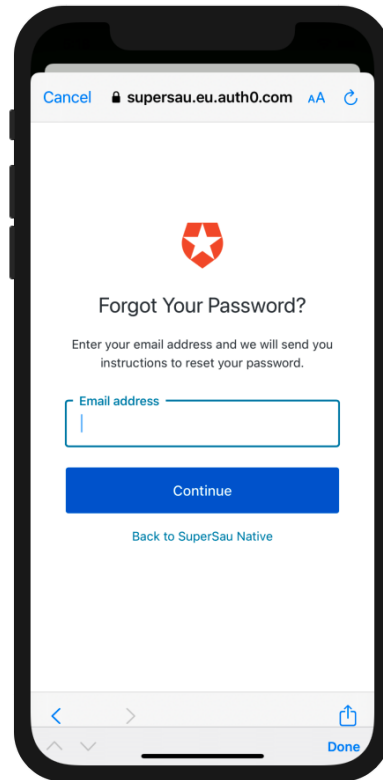 Cancel supersau.eu.auth0.com AA
Forgot Your Password?
Enter your email address and we will send you
instructions to reset your password.
Email address
Continue
Back to SuperSau Native
Done